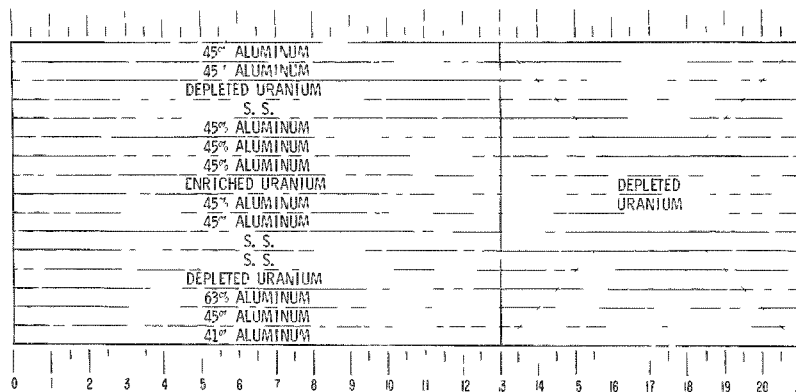 45% ALUMINUM
45% ALUMINUM
DEPLETED URANIUM
S. S.
45% ALUMINUM
45% ALUMINUM
45% ALUMINUM
ENRICHED URANIUM
45% ALUMINUM
45% ALUMINUM
S. S.
S. S.
DEPLETED URANIUM
63% ALUMINUM
45% ALUMINUM
41% ALUMINUM
DEPLETED
URANIUM
0 1 2 3 4 5 6 7 8 9 10 11 12 13 14 15 16 17 18 19 20